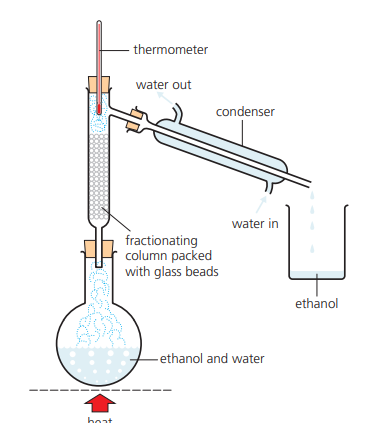 thermometer
water out
condenser
water in
fractionating
column packed
with glass beads
ethanol
ethanol and water
heat